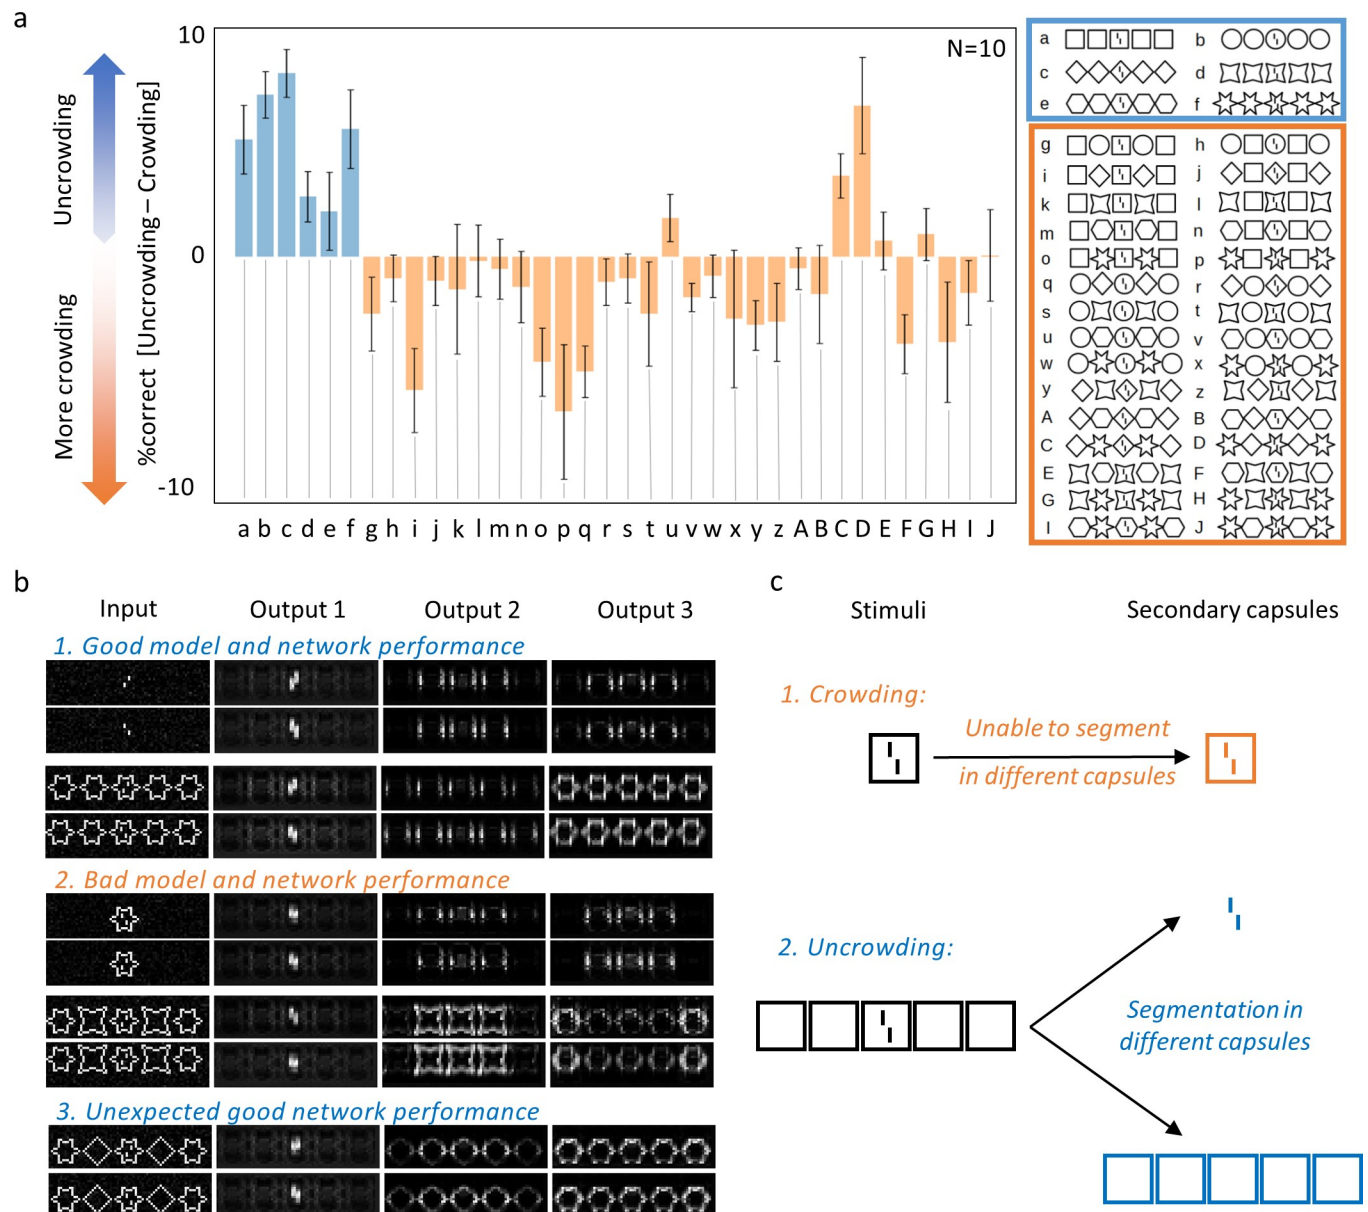 a
10
0
-10
Uncrowding
More crowding
%correct [Uncrowding – Crowding]
N=10
a b c d e f g h i j k l m n o p q r s t u v w x y z A B C D E F G H I J
a b
c d
e f
g h
i j
k l
m n
o p
q r
s t
u v
w x
y z
A B
C D
E F
G H
I J
b
Input Output 1 Output 2 Output 3
1. Good model and network performance
2. Bad model and network performance
3. Unexpected good network performance
c
Stimuli Secondary capsules
1. Crowding:
Unable to segment
in different capsules
2. Uncrowding:
Segmentation in
different capsules